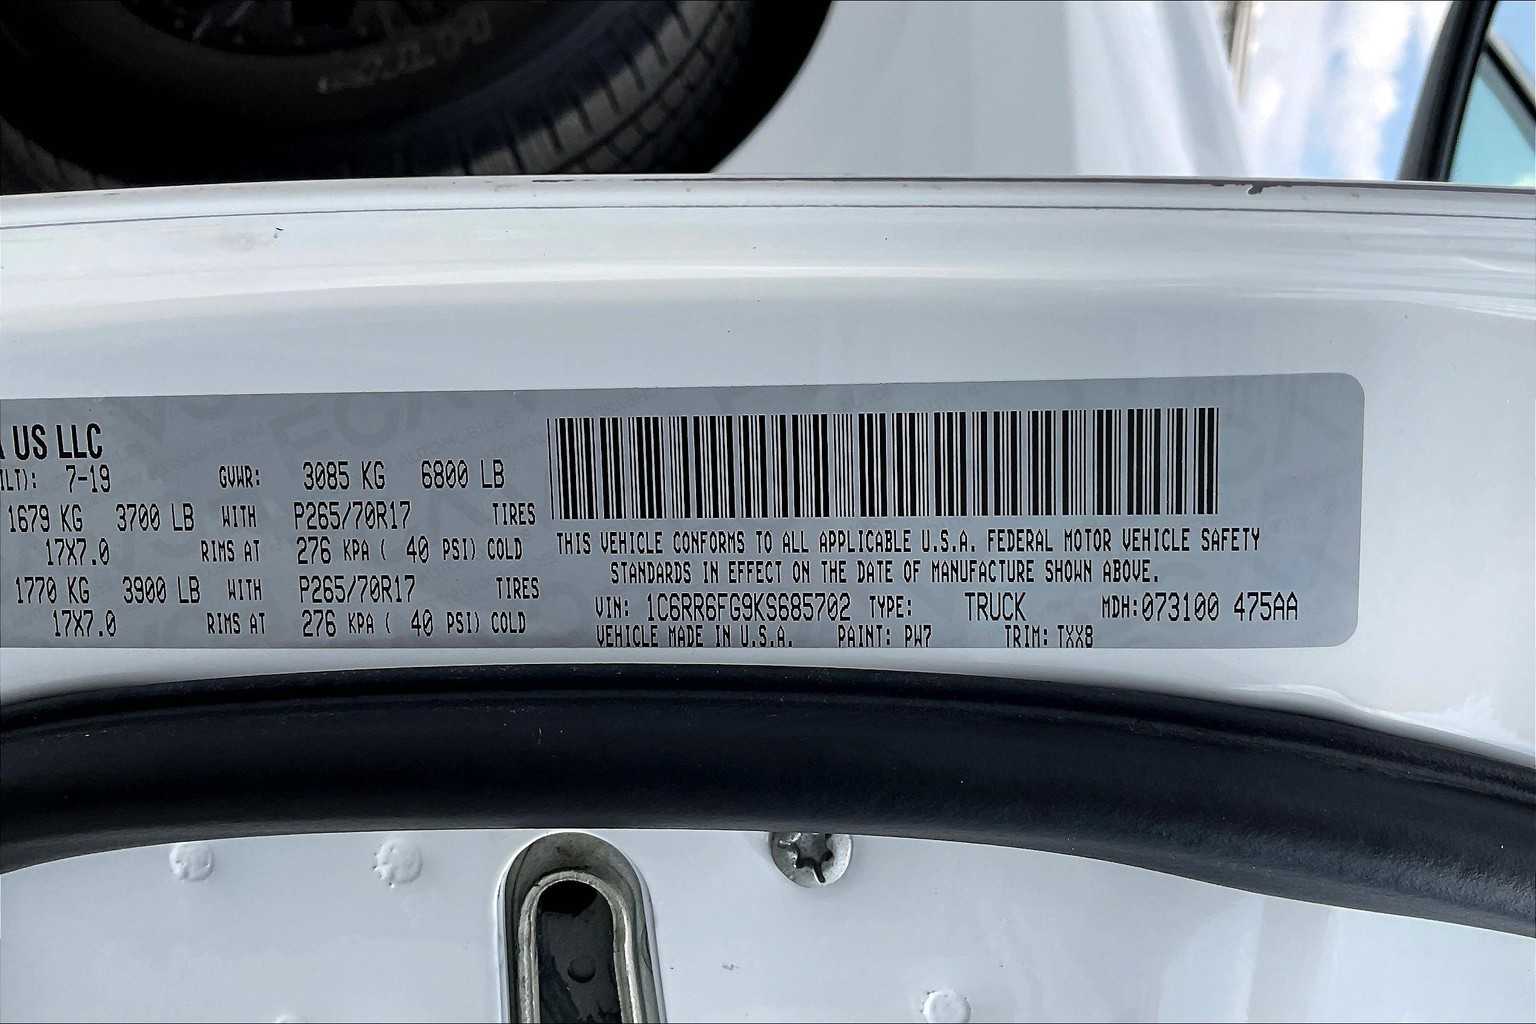 US LLC
7-19 GVWR: 3085 KG 6800 LB
1679 KG 3700 LB WITH P265/70R17 TIRES
17X7.0 RIMS AT 276 KPA ( 40 PSI) COLD
1770 KG 3900 LB WITH P265/70R17 TIRES
17X7.0 RIMS AT 276 KPA ( 40 PSI) COLD
THIS VEHICLE CONFORMS TO ALL APPLICABLE U.S.A. FEDERAL MOTOR VEHICLE SAFETY
STANDARDS IN EFFECT ON THE DATE OF MANUFACTURE SHOWN ABOVE.
VIN: 1C6RR6FG9KS685702 TYPE: TRUCK MDH: 073100 475AA
VEHICLE MADE IN U.S.A. PAINT: PW7 TRIM: TXX8